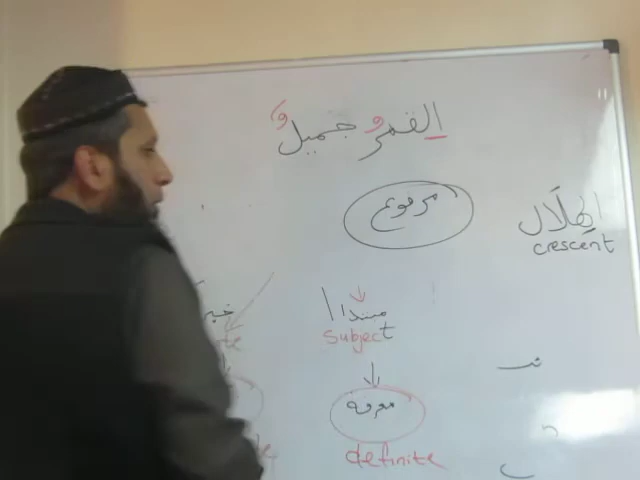 القمرُ جميلٌ
مرفوع
الهِلَال
crescent
مبتدا
subject
معرفة
definite